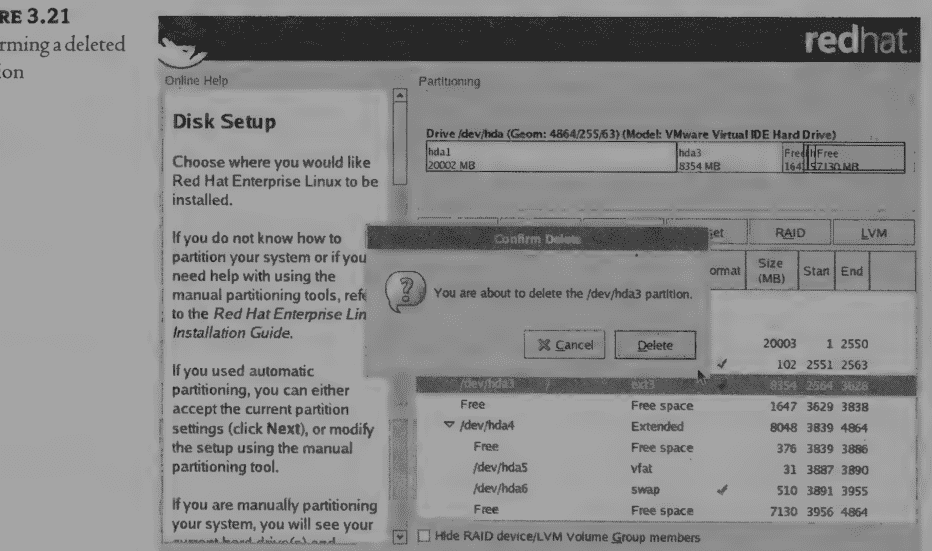 RE 3.21
rming a deleted
ion
redhat.
Online Help
Partitioning
Disk Setup
Choose where you would like
Red Hat Enterprise Linux to be
installed.
If you do not know how to
partition your system or if you
need help with using the
manual partitioning tools, refe
to the Red Hat Enterprise Lin
Installation Guide.
If you used automatic
partitioning, you can either
accept the current partition
settings (click Next), or modify
the setup using the manual
partitioning tool.
If you are manually partitioning
your system, you will see your
current hard drive(s) and
Drive /dev/hda (Geom: 4864/255/63) (Model: VMware Virtual IDE Hard Drive)
hda1 hda3 Free Free
20002 MB 8354 MB 164 7130 MB
et RAID LVM
ormat Size (MB) Start End
Confirm Delete
You are about to delete the /dev/hda3 partition.
Cancel Delete
20003 1 2550
102 2551 2563
/dev/hda3 ext3 8354 2564 3628
Free Free space 1647 3629 3838
/dev/hda4 Extended 8048 3839 4864
Free Free space 376 3839 3886
/dev/hda5 vfat 31 3887 3890
/dev/hda6 swap 510 3891 3955
Free Free space 7130 3956 4864
Hide RAID device/LVM Volume Group members